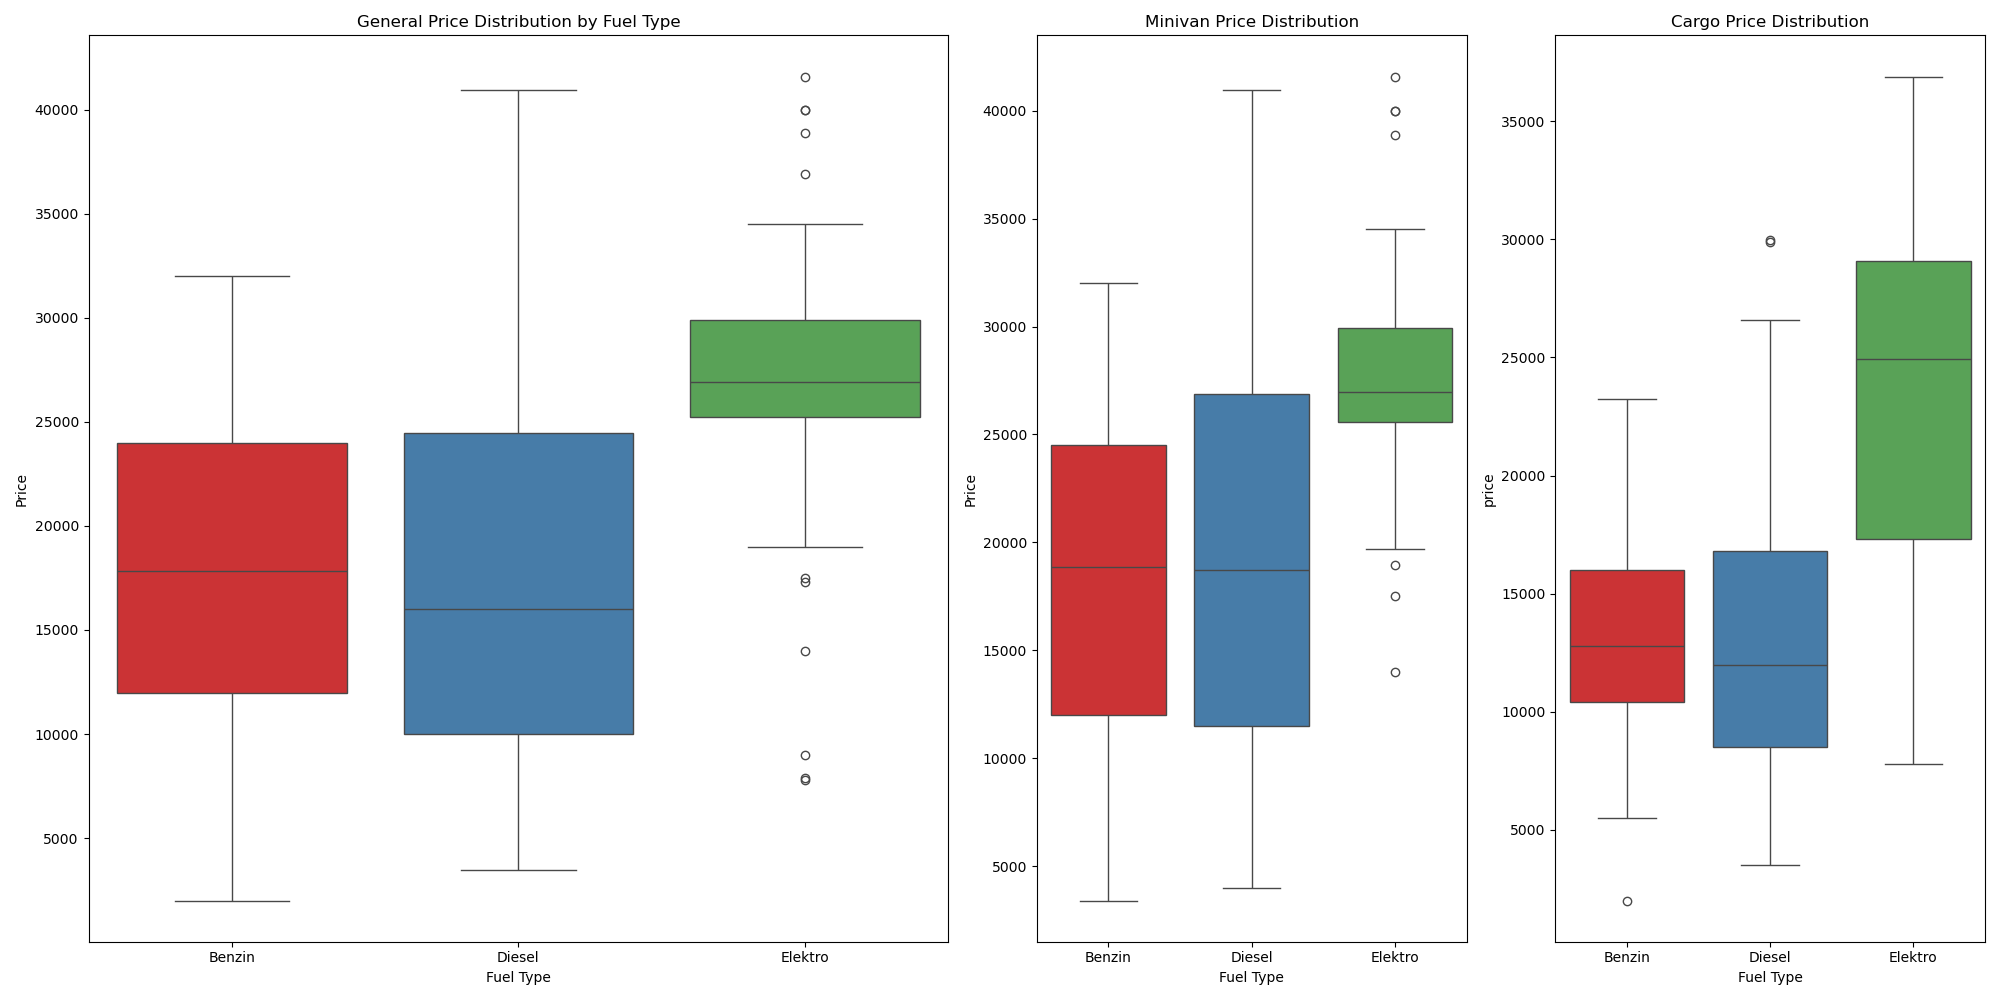 General Price Distribution by Fuel Type
Price
40000
35000
30000
25000
20000
15000
10000
5000
Benzin
Diesel
Elektro
Fuel Type
Minivan Price Distribution
Price
40000
35000
30000
25000
20000
15000
10000
5000
Benzin
Diesel
Elektro
Fuel Type
Cargo Price Distribution
price
35000
30000
25000
20000
15000
10000
5000
Benzin
Diesel
Elektro
Fuel Type